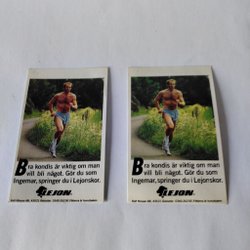 Bra kondis är viktig om man
vill bli något. Gör du som
Ingemar, springer du i Lejonskor.
LEJON.
Bra kondis är viktig om man
vill bli något. Gör du som
Ingemar, springer du i Lejonskor.
LEJON.